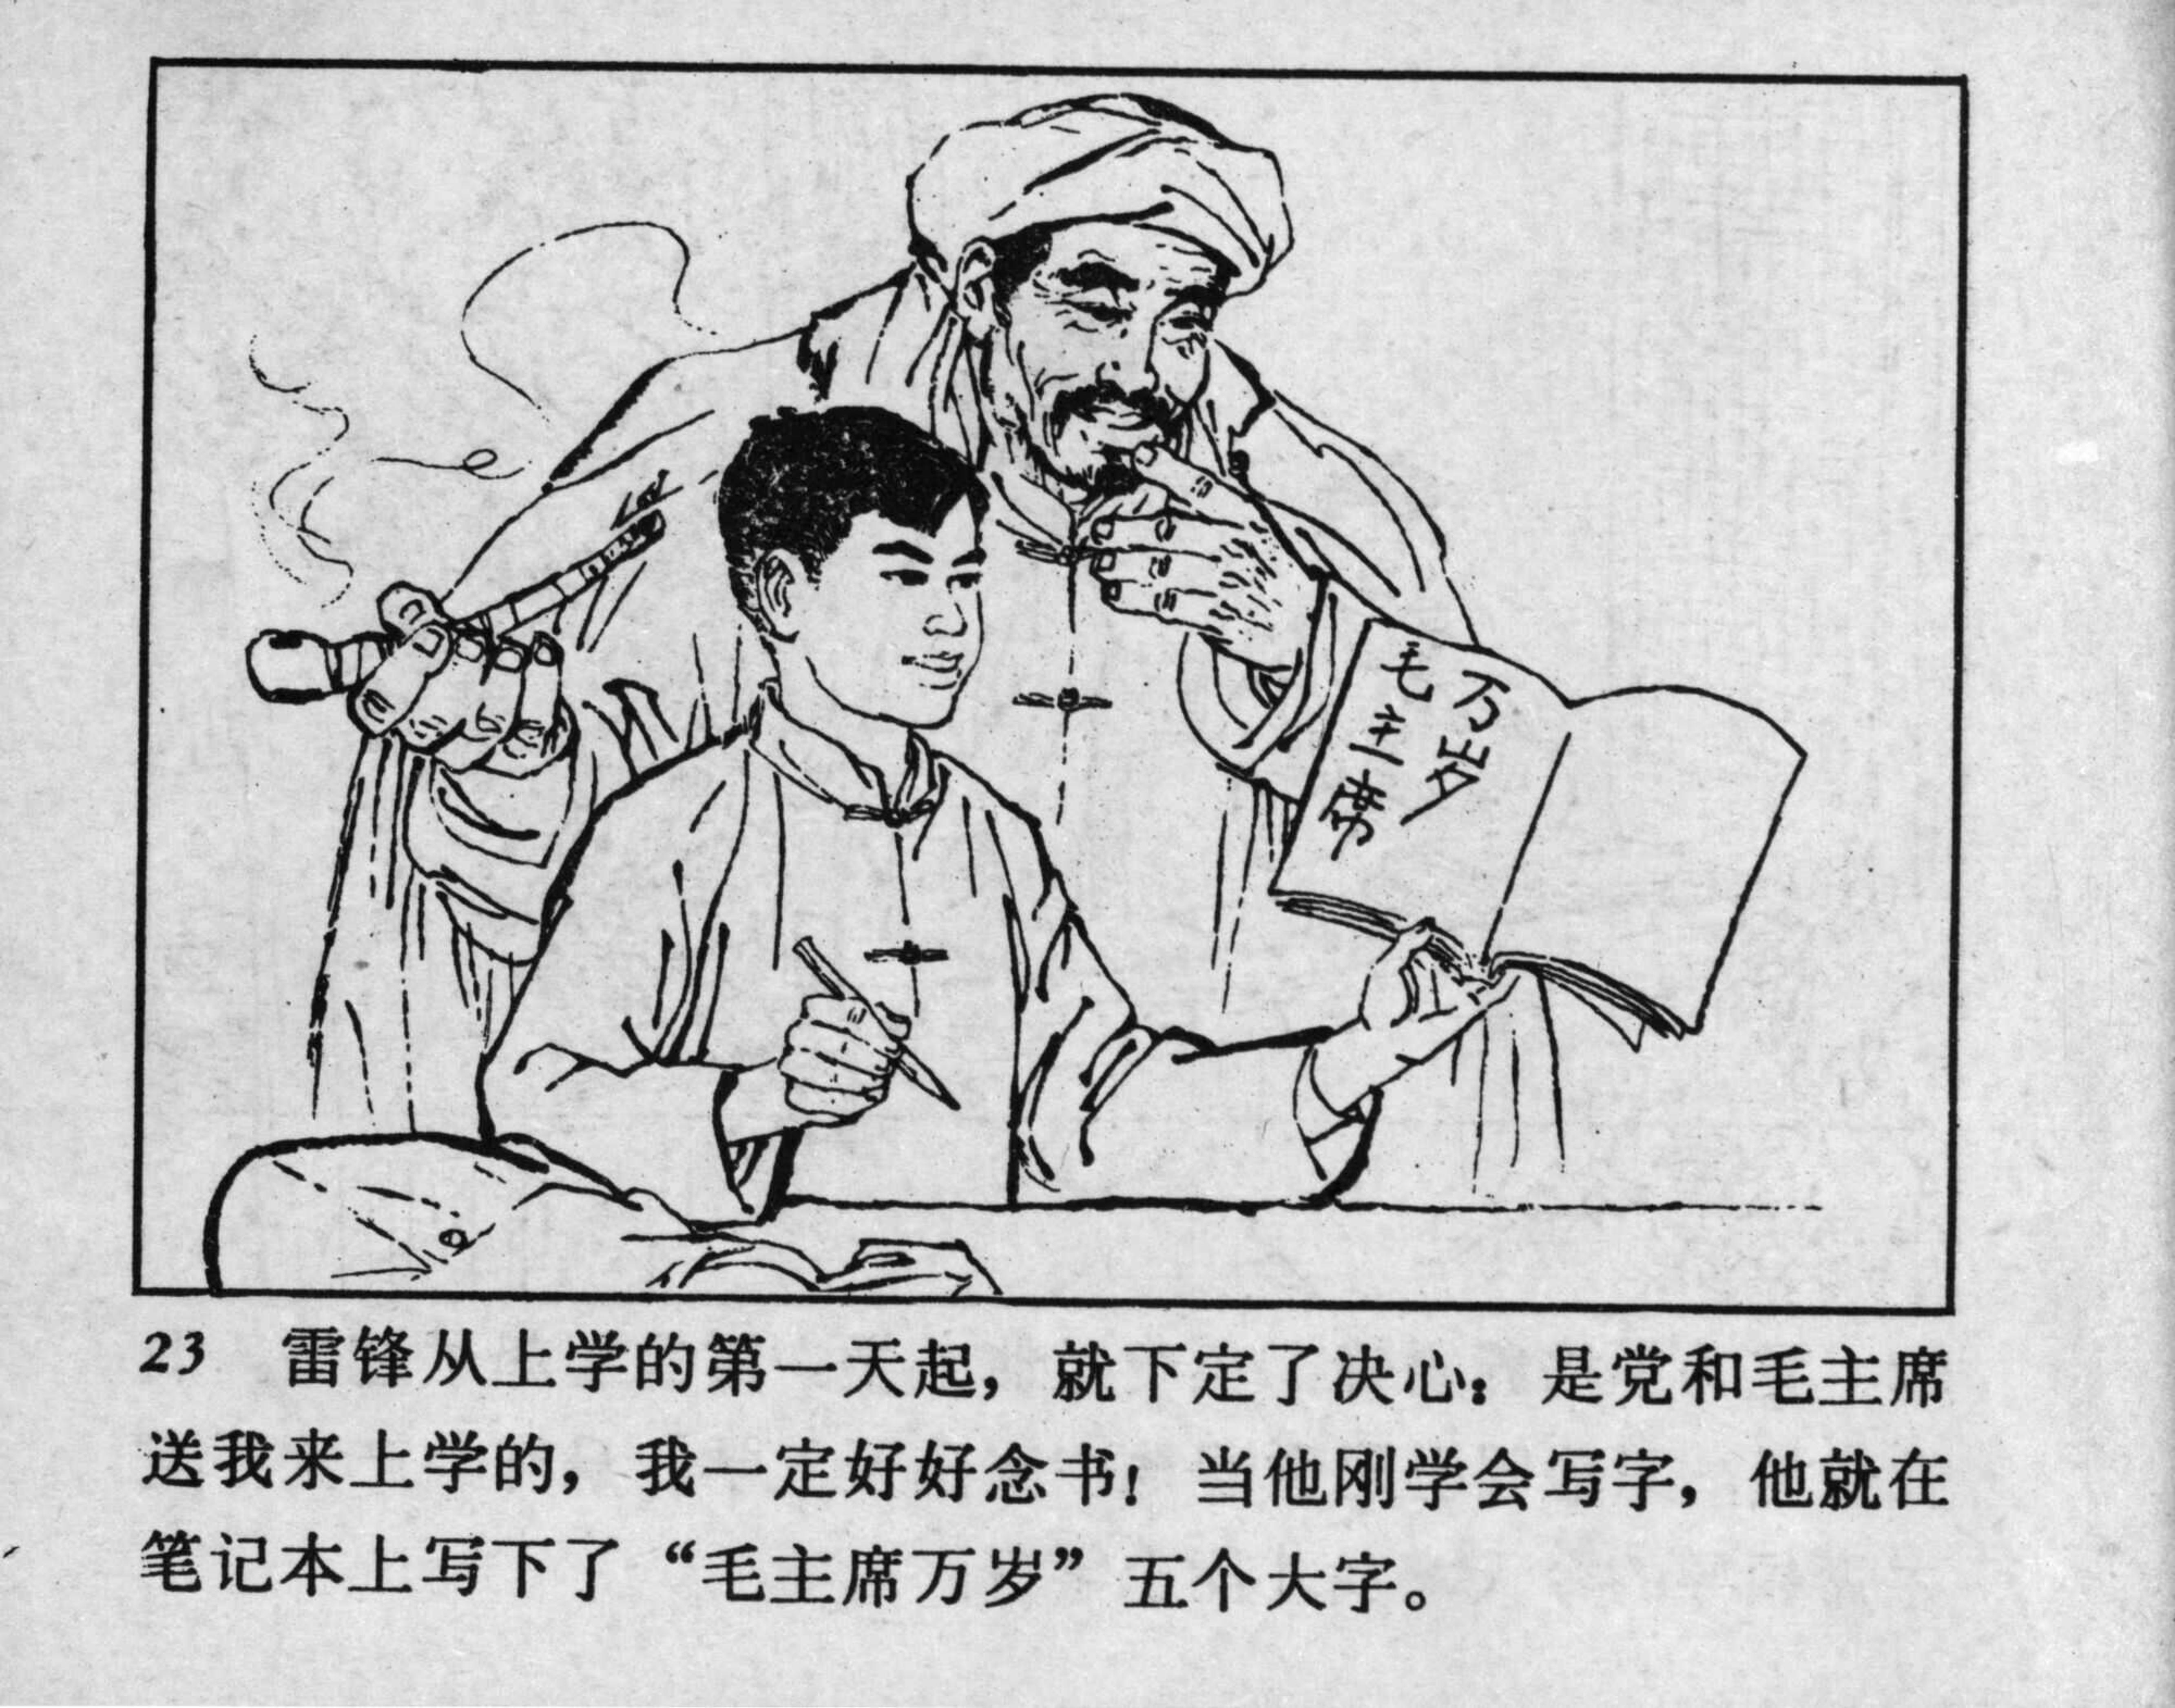 毛主席
万岁
23 雷锋从上学的第一天起，就下定了决心：是党和毛主席
送我来上学的，我一定好好念书！当他刚学会写字，他就在
笔记本上写下了“毛主席万岁”五个大字。